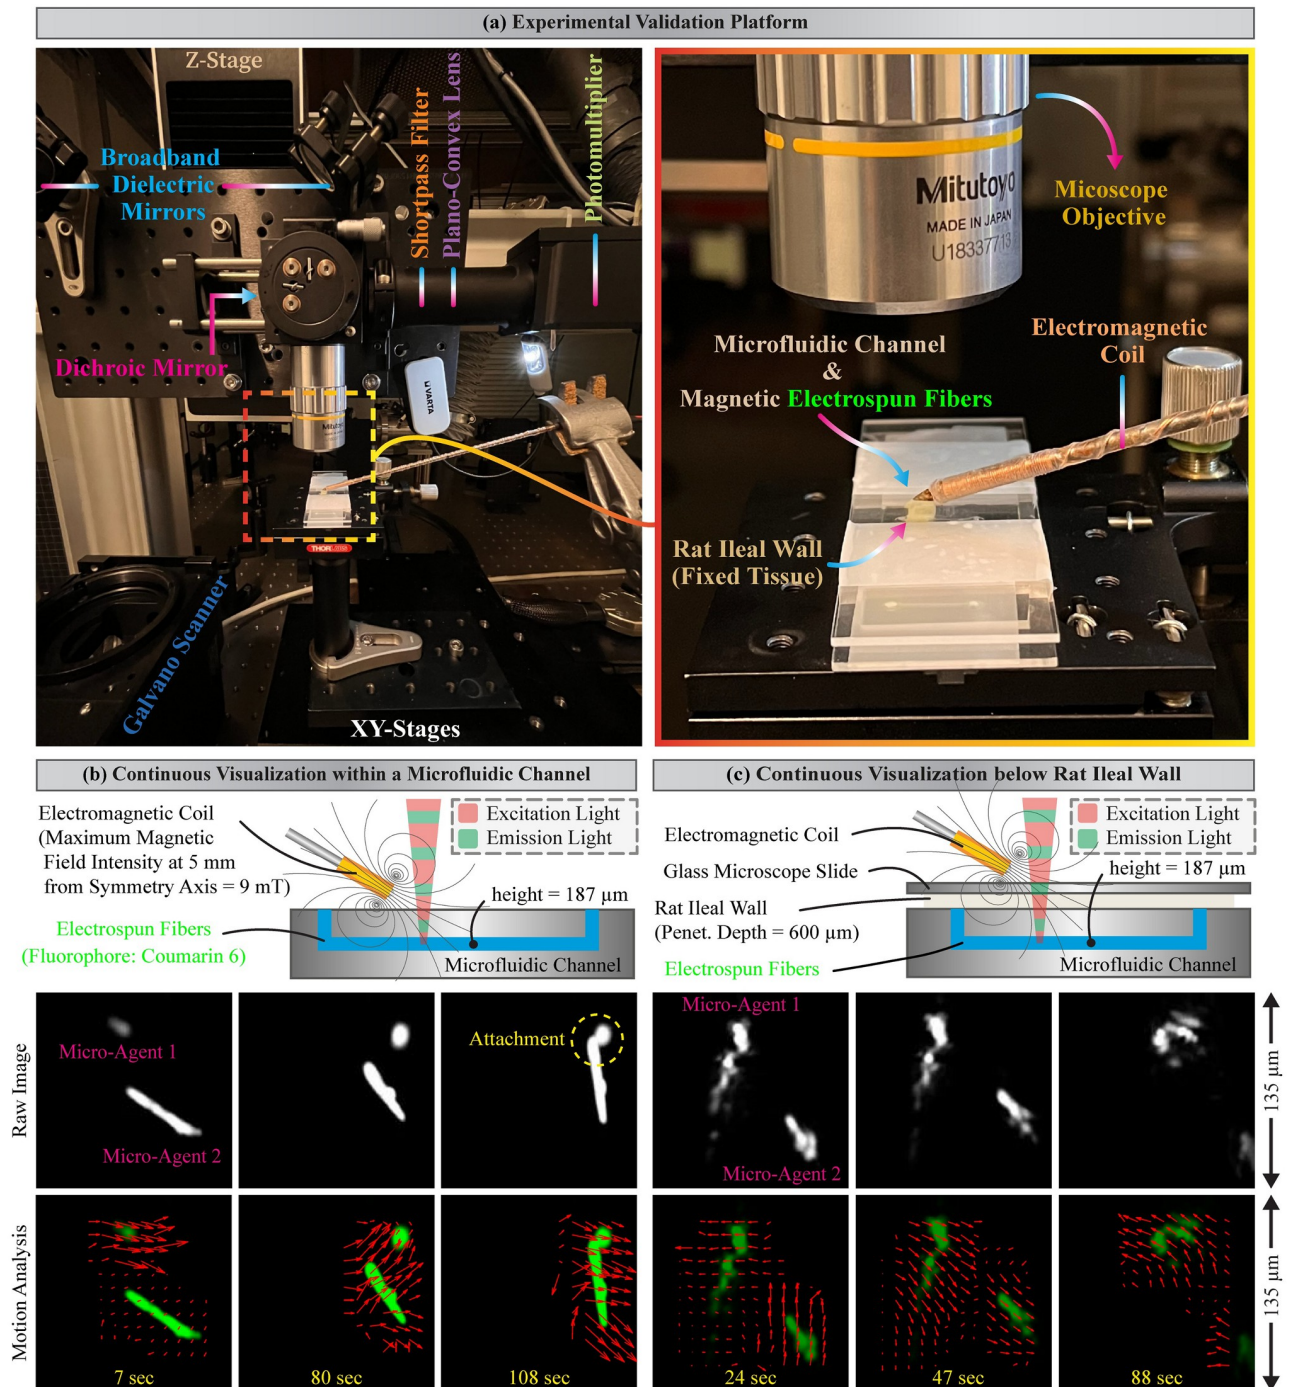 (a) Experimental Validation Platform
Z-Stage
Broadband
Dielectric
Mirrors
Shortpass Filter
Plano-Convex Lens
Photomultiplier
Dichroic Mirror
VARTA
Mitutoyo
THORLABS
Galvano Scanner
XY-Stages
Mitutoyo
MADE IN JAPAN
U18337713
Micoscope
Objective
Microfluidic Channel
&
Magnetic Electrospun Fibers
Electromagnetic
Coil
Rat Ileal Wall
(Fixed Tissue)
(b) Continuous Visualization within a Microfluidic Channel
Electromagnetic Coil
(Maximum Magnetic
Field Intensity at 5 mm
from Symmetry Axis = 9 mT)
Excitation Light
Emission Light
height = 187 µm
Electrospun Fibers
(Fluorophore: Coumarin 6)
Microfluidic Channel
(c) Continuous Visualization below Rat Ileal Wall
Excitation Light
Emission Light
Electromagnetic Coil
Glass Microscope Slide
height = 187 µm
Rat Ileal Wall
(Penet. Depth = 600 µm)
Electrospun Fibers
Microfluidic Channel
Raw Image
Micro-Agent 1
Micro-Agent 2
Attachment
Micro-Agent 1
Micro-Agent 2
135 µm
Motion Analysis
7 sec
80 sec
108 sec
24 sec
47 sec
88 sec
135 µm